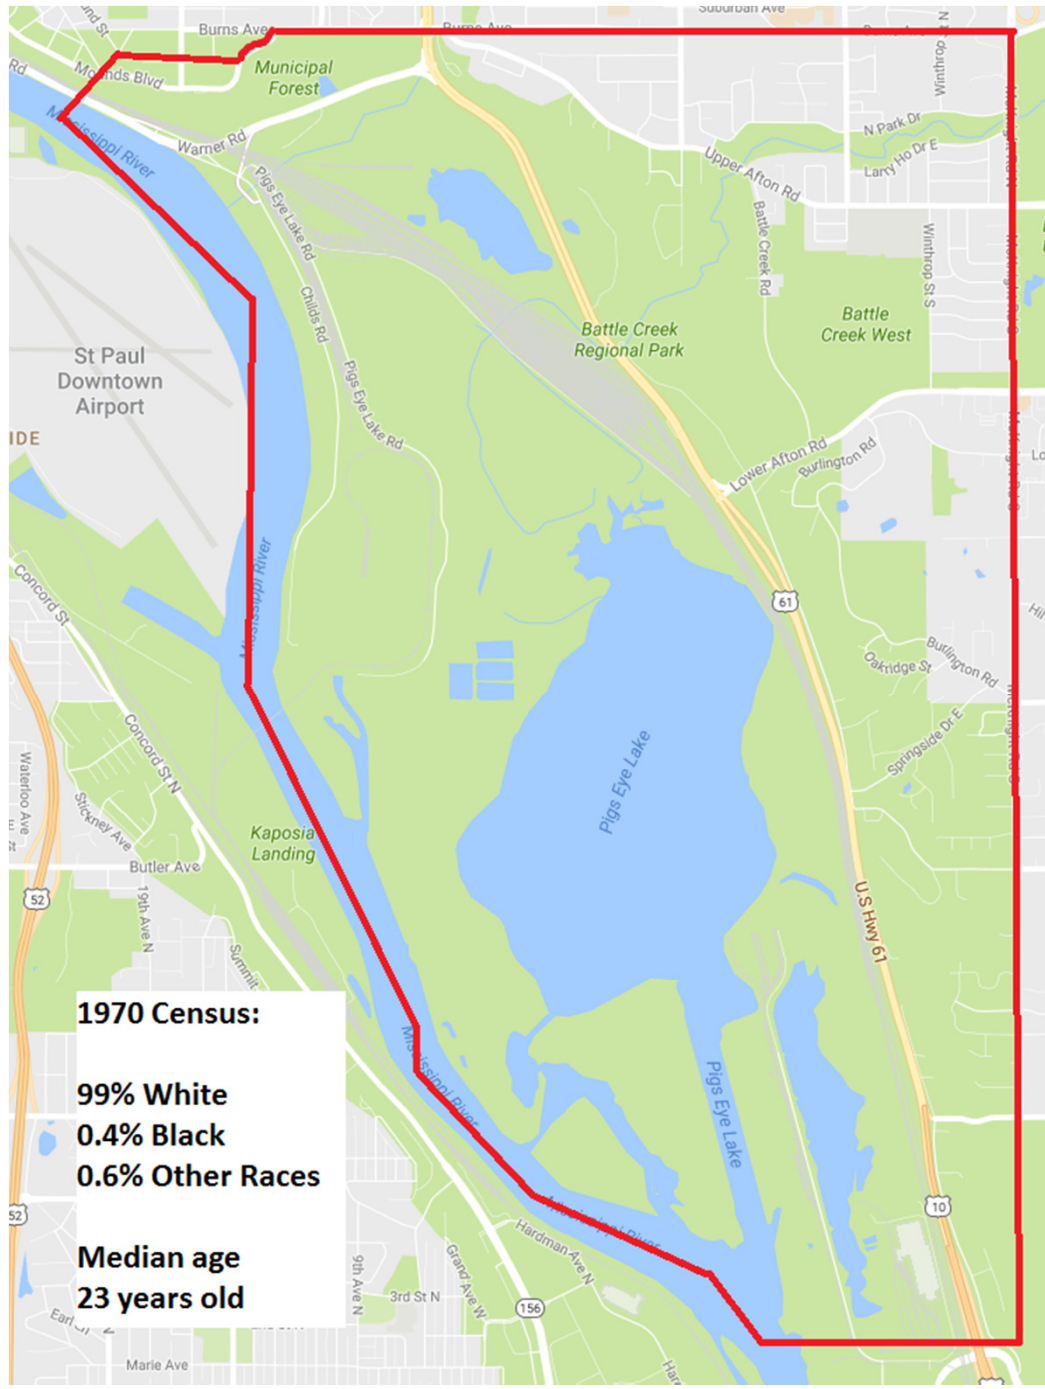 Suburban Ave
Burns Ave
Burns Ave
Winthrop St N
Mounds Blvd
Municipal
Forest
Rd
Mississippi River
Warner Rd
N Park Dr
Larry Ho Dr E
Upper Afton Rd
Pigs Eye Lake Rd
Battle Creek Rd
Winthrop St S
Childs Rd
St Paul
Downtown
Airport
Battle Creek
Regional Park
Battle
Creek West
Pigs Eye Lake Rd
IDE
Lower Afton Rd
Burlington Rd
Lo
Mississippi River
Concord St
61
Hil
Burlington Rd
Oakridge St
Springside Dr E
Concord St N
Waterloo Ave
Stickney Ave
Pigs Eye Lake
Kaposia
Landing
Butler Ave
52
19th Ave N
U.S Hwy 61
Summit
1970 Census:
99% White
0.4% Black
0.6% Other Races
Median age
23 years old
Mississippi River
Pigs Eye Lake
52
10
Mississippi River
Hardman Ave N
Grand Ave W
9th Ave N
3rd St N
156
Marie Ave